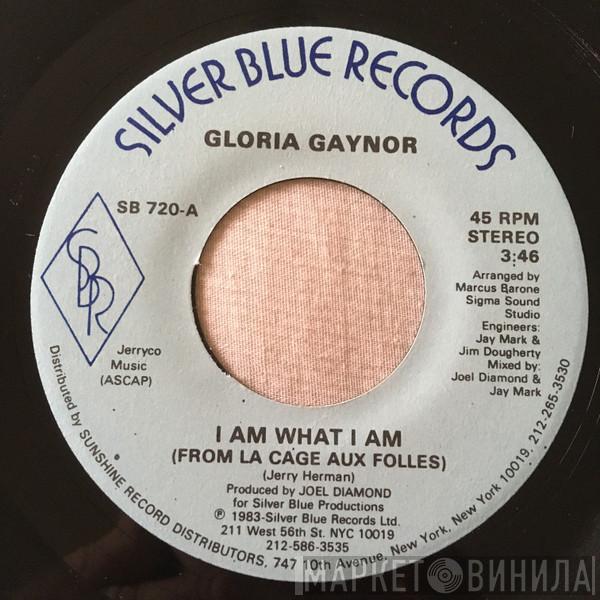 SILVER BLUE RECORDS
GLORIA GAYNOR
SB 720-A
45 RPM
STEREO
3:46
SBR
Arranged by
Marcus Barone
Sigma Sound
Studio
Engineers:
Jay Mark &
Jim Dougherty
Mixed by:
Joel Diamond &
Jay Mark
Jerryco
Music
(ASCAP)
I AM WHAT I AM
(FROM LA CAGE AUX FOLLES)
(Jerry Herman)
Produced by JOEL DIAMOND
for Silver Blue Productions
℗ 1983-Silver Blue Records Ltd.
211 West 56th St. NYC 10019
212-586-3535
Distributed by SUNSHINE RECORD DISTRIBUTORS, 747 10th Avenue, New York, New York 10019, 212-265-3530
МАРКЕТ ВИНИЛА